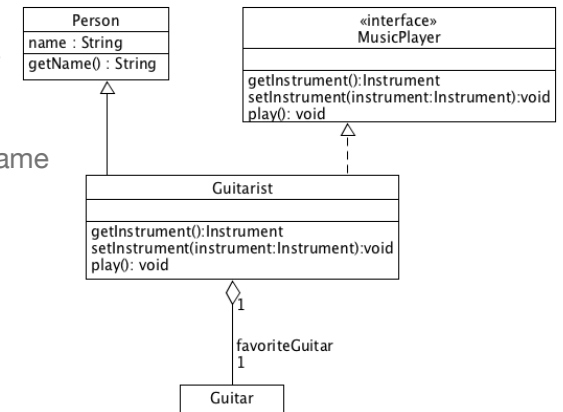 Person
name : String
getName() : String
«interface»
MusicPlayer
getInstrument():Instrument
setInstrument(instrument:Instrument):void
play(): void
ame
Guitarist
getInstrument():Instrument
setInstrument(instrument:Instrument):void
play(): void
1
favoriteGuitar
1
Guitar